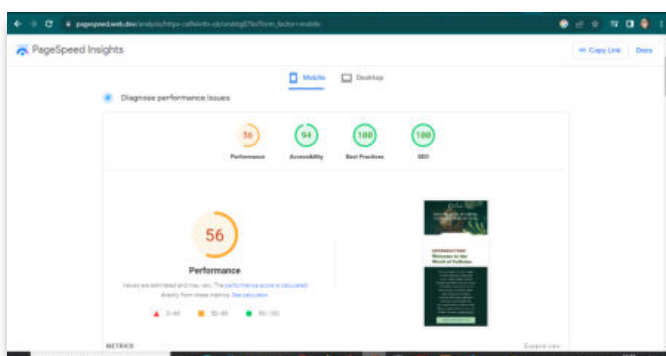 PageSpeed Insights
Copy Link
Docs
Mobile
Desktop
Diagnose performance issues
56
94
100
100
Performance
Accessibility
Best Practices
SEO
56
Performance
Values are estimated and may vary. The performance score is calculated
directly from these metrics. See calculator.
0–49
50–89
90–100
METRICS
Expand view